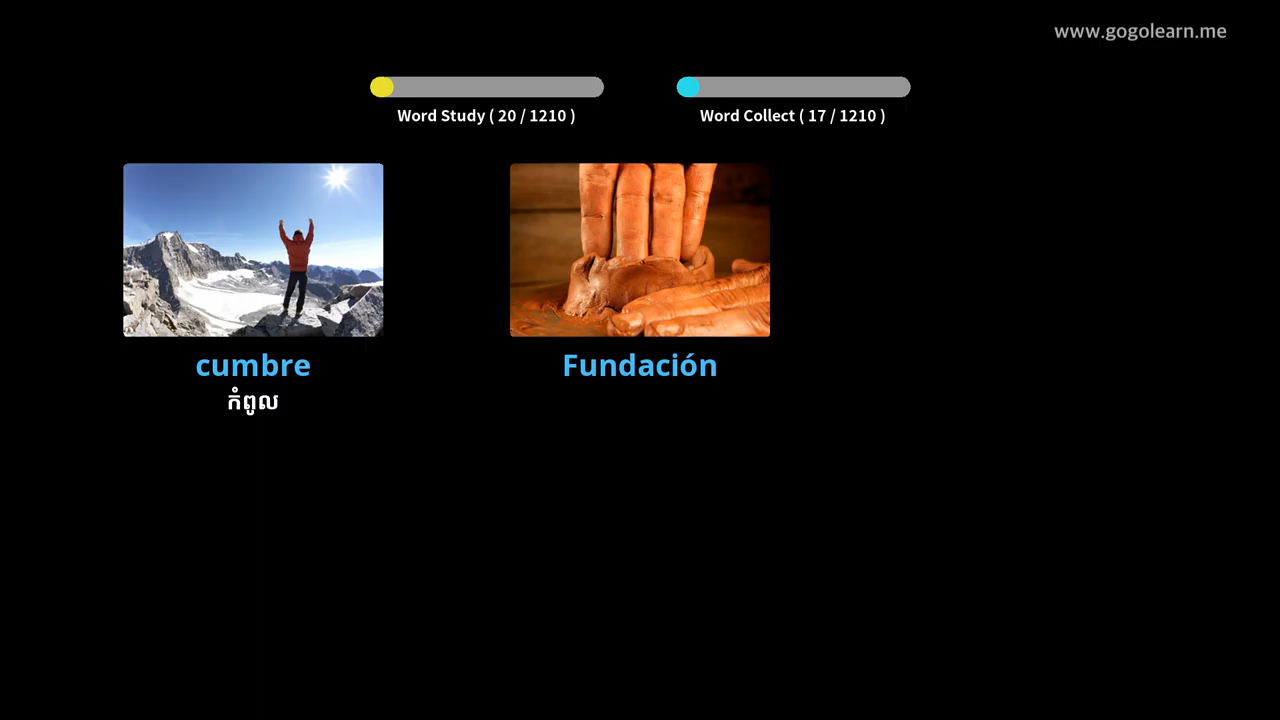 www.gogolearn.me
Word Study ( 20 / 1210 )
Word Collect ( 17 / 1210 )
cumbre
កំពូល
Fundación